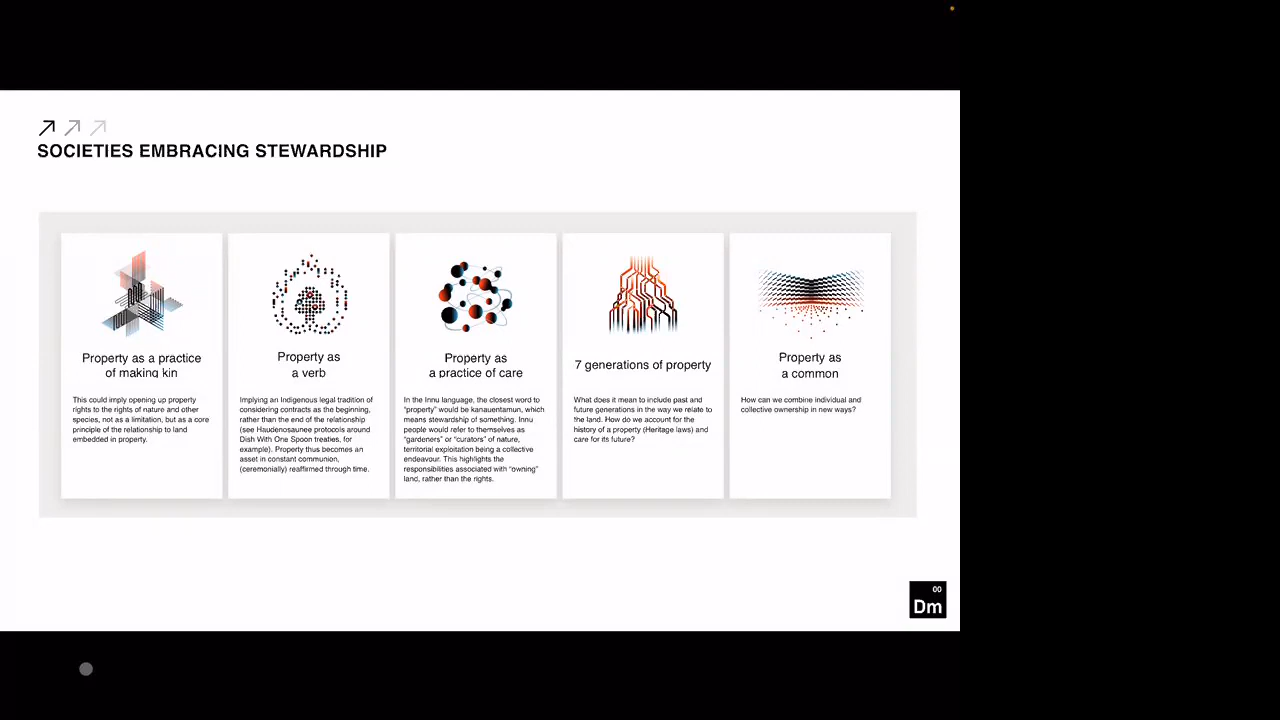 SOCIETIES EMBRACING STEWARDSHIP
Property as a practice
of making kin
This could imply opening up property
rights to the rights of nature and other
species, not as a limitation, but as a core
principle of the relationship to land
embedded in property.
Property as
a verb
Implying an Indigenous legal tradition of
considering contracts as the beginning,
rather than the end of the relationship
(see Haudenosaunee protocols around
Dish With One Spoon treaties, for
example). Property thus becomes an
asset in constant communion,
(ceremonially) reaffirmed through time.
Property as
a practice of care
In the Innu language, the closest word to
“property” would be kanauentamun, which
means stewardship of something. Innu
people would refer to themselves as
“gardeners” or “curators” of nature,
territorial exploitation being a collective
endeavour. This highlights the
responsibilities associated with “owning”
land, rather than the rights.
7 generations of property
What does it mean to include past and
future generations in the way we relate to
the land. How do we account for the
history of a property (Heritage laws) and
care for its future?
Property as
a common
How can we combine individual and
collective ownership in new ways?
00
Dm